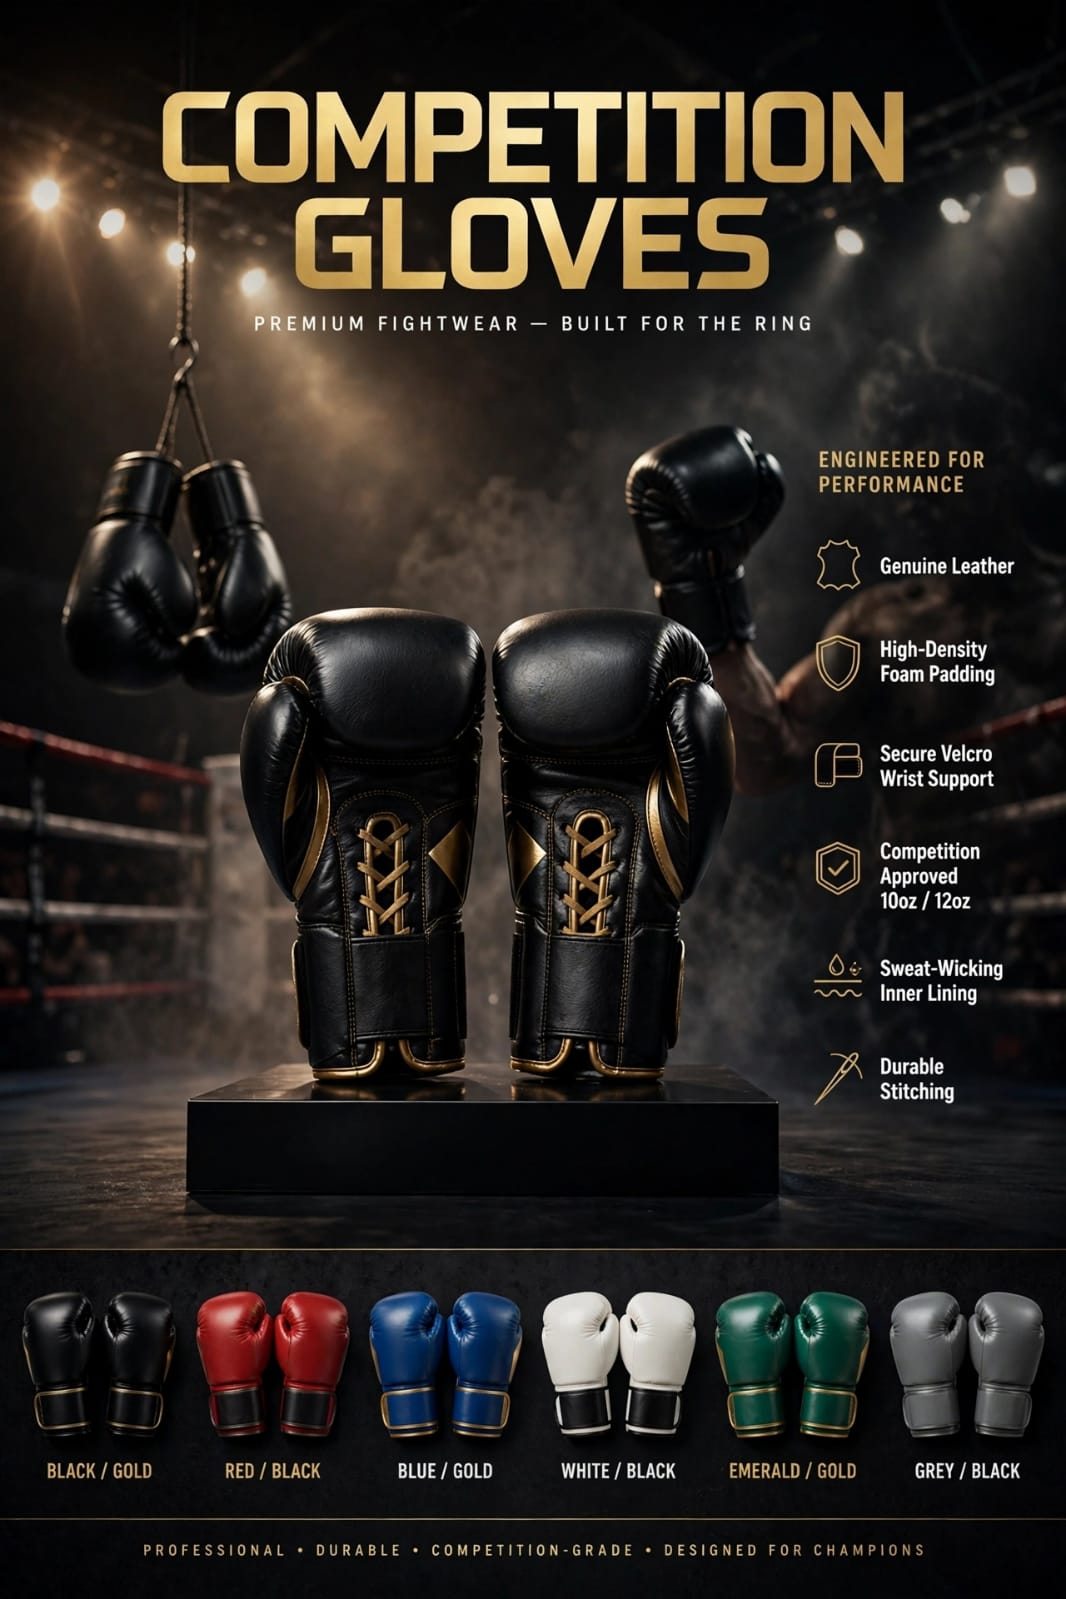 COMPETITION
GLOVES
PREMIUM FIGHTWEAR — BUILT FOR THE RING
ENGINEERED FOR
PERFORMANCE
Genuine Leather
High-Density
Foam Padding
Secure Velcro
Wrist Support
Competition
Approved
10oz / 12oz
Sweat-Wicking
Inner Lining
Durable
Stitching
BLACK / GOLD
RED / BLACK
BLUE / GOLD
WHITE / BLACK
EMERALD / GOLD
GREY / BLACK
PROFESSIONAL • DURABLE • COMPETITION-GRADE • DESIGNED FOR CHAMPIONS